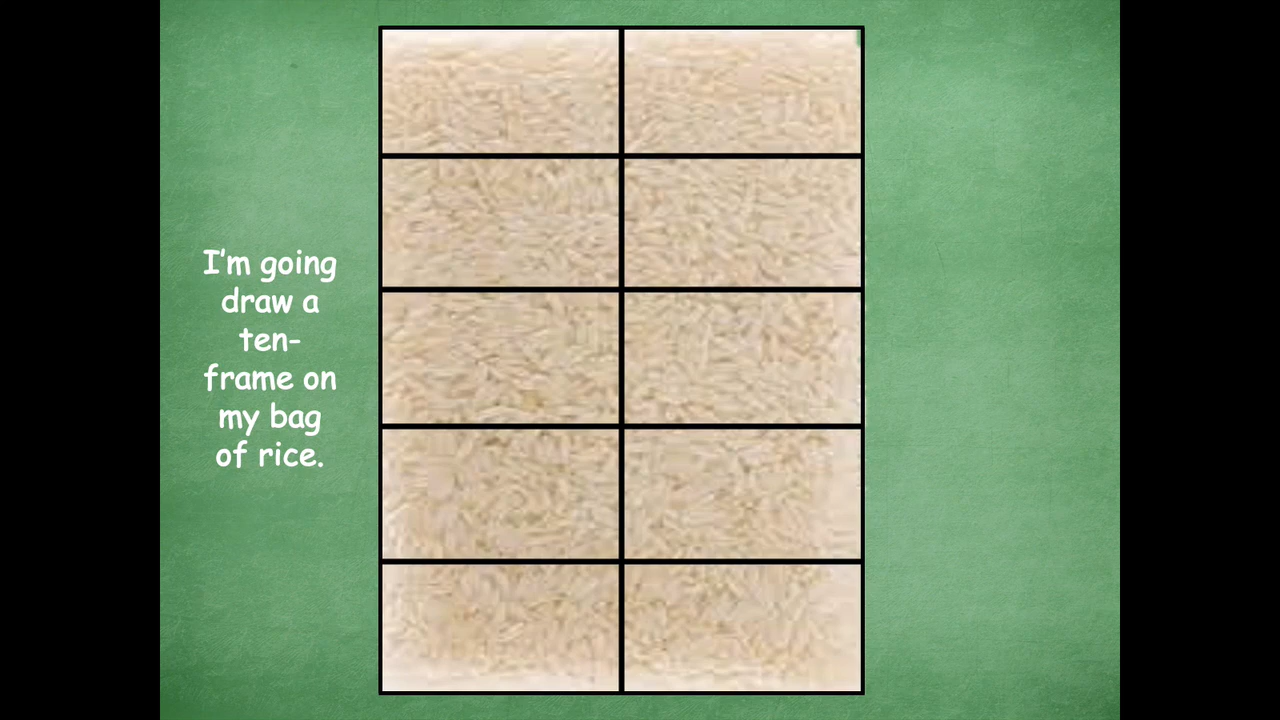 I'm going
draw a
ten-
frame on
my bag
of rice.